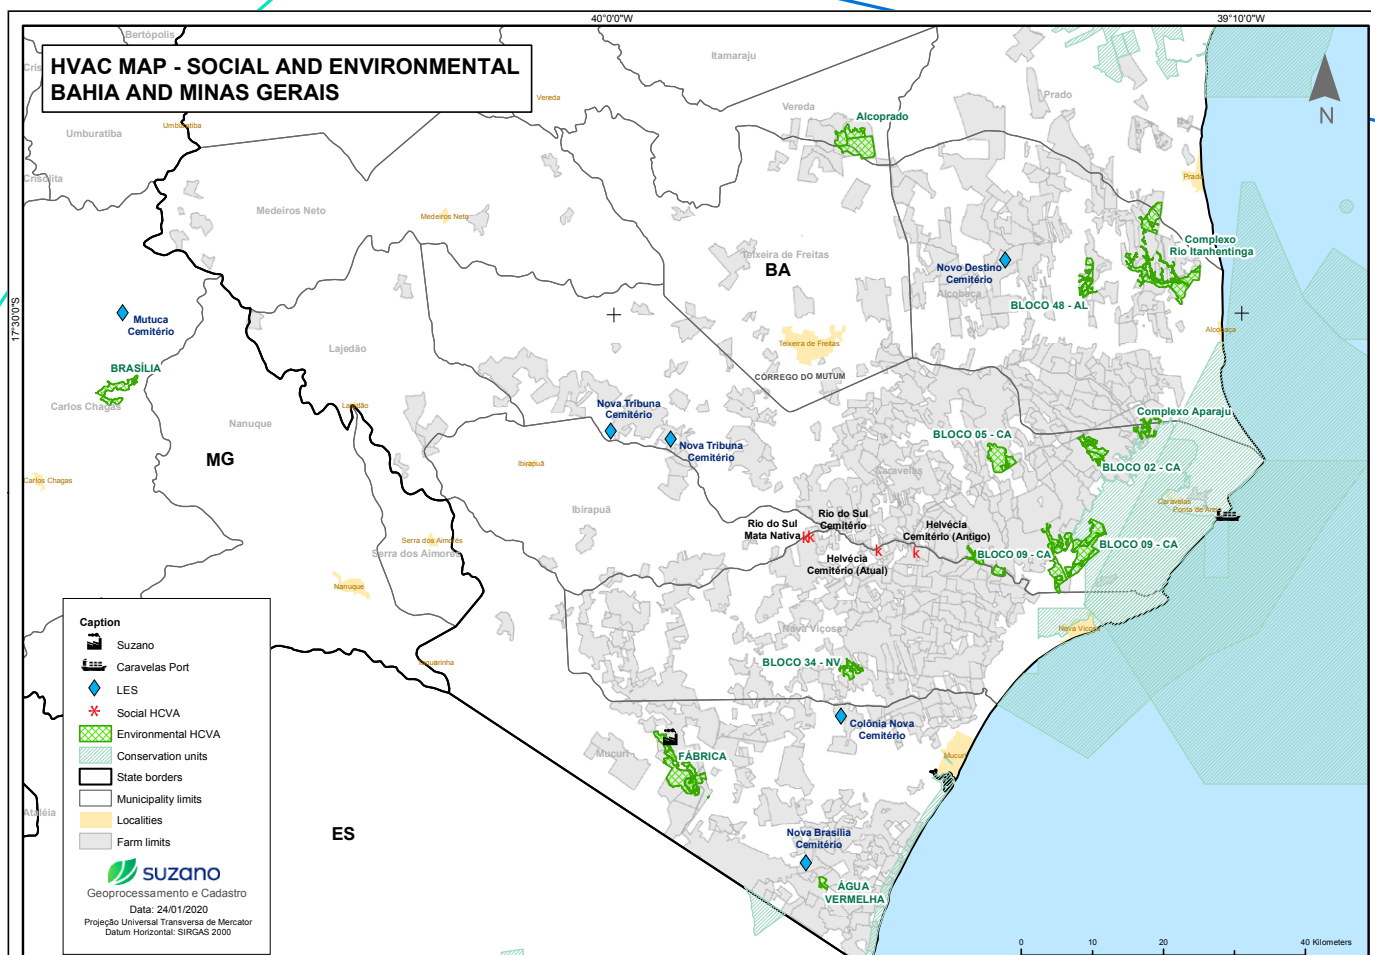 40°0'0"W
39°10'0"W
17°30'0"S
HVAC MAP - SOCIAL AND ENVIRONMENTAL
BAHIA AND MINAS GERAIS
Bertópolis
Itamaraju
Umburatiba
Umburatiba
Crisólita
Vereda
Vereda
Alcoprado
Prado
Prado
N
Medeiros Neto
Medeiros Neto
Teixeira de Freitas
BA
Complexo
Rio Itanhentinga
Novo Destino
Cemitério
Alcobaça
BLOCO 48 - AL
Alcobaça
Mutuca
Cemitério
Lajedão
Teixeira de Freitas
CÓRREGO DO MUTUM
BRASÍLIA
Carlos Chagas
Nanuque
Lajedão
Nova Tribuna
Cemitério
Nova Tribuna
Cemitério
Complexo Aparaju
BLOCO 05 - CA
BLOCO 02 - CA
MG
Ibirapuã
Caravelas
Carlos Chagas
Ibirapuã
Caravelas
Ponta de Areia
Rio do Sul
Mata Nativa
Rio do Sul
Cemitério
Helvécia
Cemitério (Antigo)
Helvécia
Cemitério (Atual)
BLOCO 09 - CA
BLOCO 09 - CA
Serra dos Aimorés
Serra dos Aimores
Nanuque
Nova Viçosa
Nova Viçosa
BLOCO 34 - NV
Colônia Nova
Cemitério
Mucuri
FÁBRICA
Mucuri
Ataléia
ES
Nova Brasília
Cemitério
ÁGUA
VERMELHA
Caption
Suzano
Caravelas Port
LES
Social HCVA
Environmental HCVA
Conservation units
State borders
Municipality limits
Localities
Farm limits
suzano
Geoprocessamento e Cadastro
Data: 24/01/2020
Projeção Universal Transversa de Mercator
Datum Horizontal: SIRGAS 2000
0 10 20 40 Kilometers